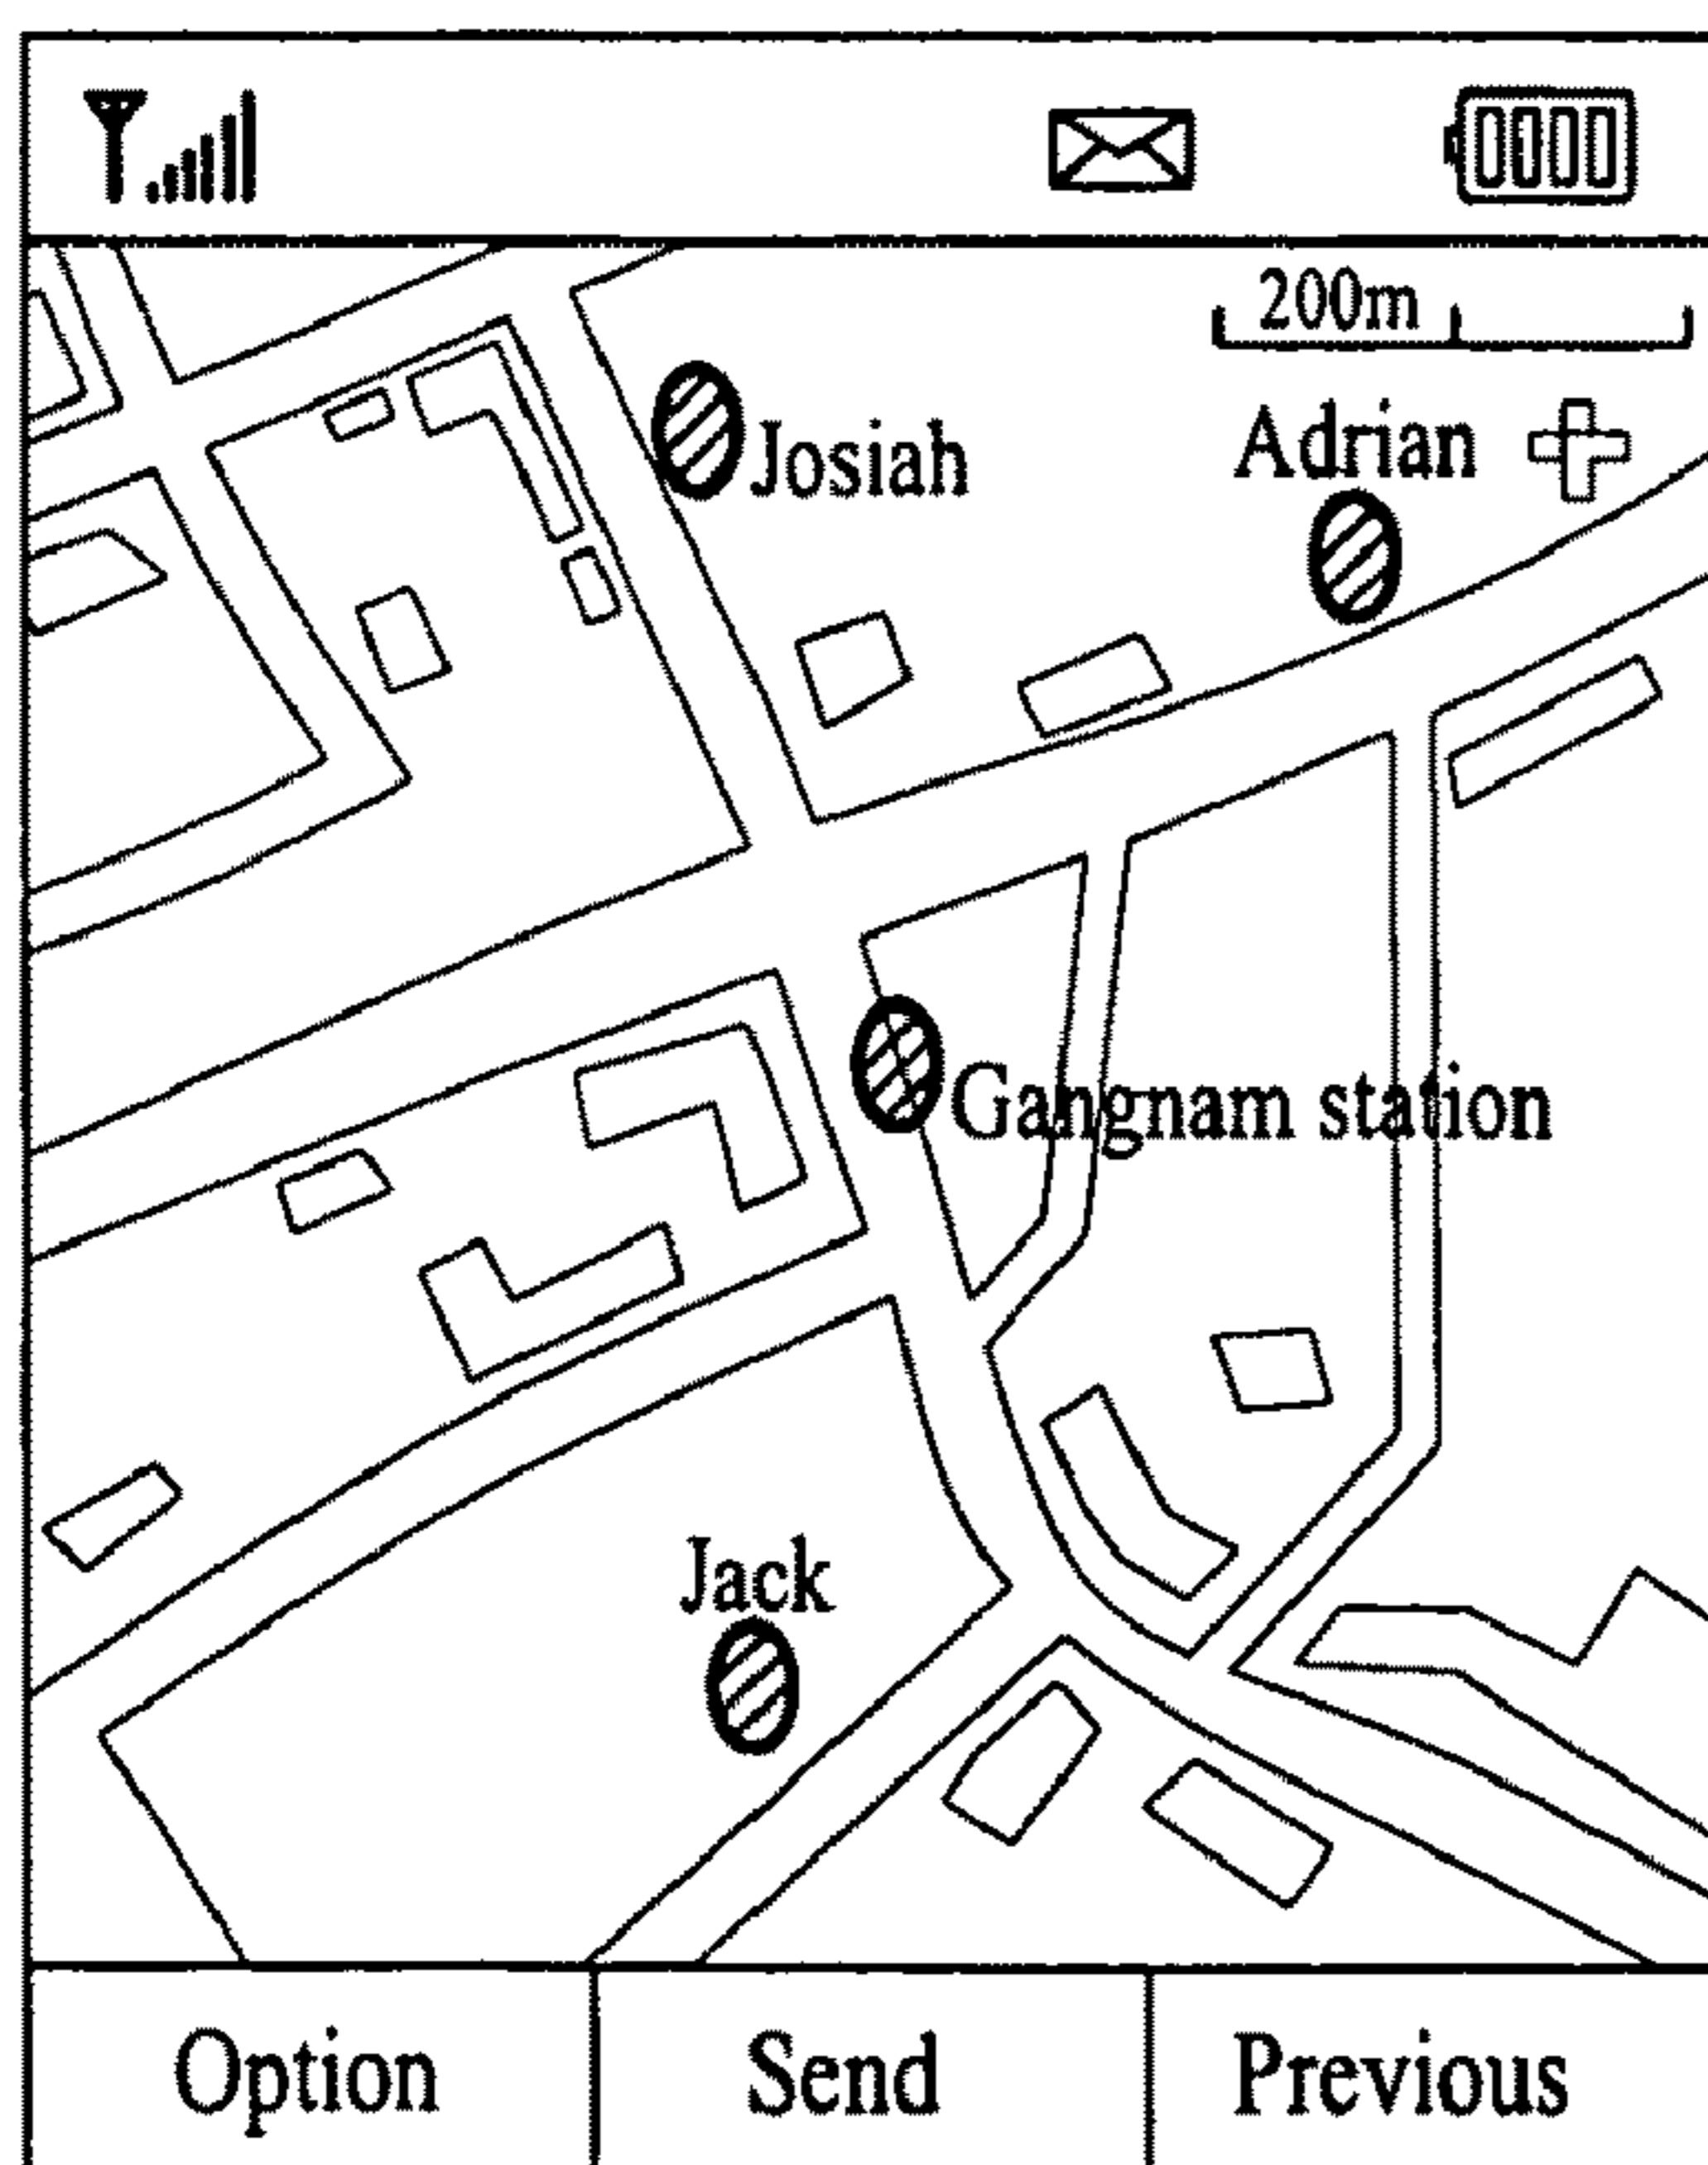 200m
Josiah
Adrian
Gangnam station
Jack
Option
Send
Previous